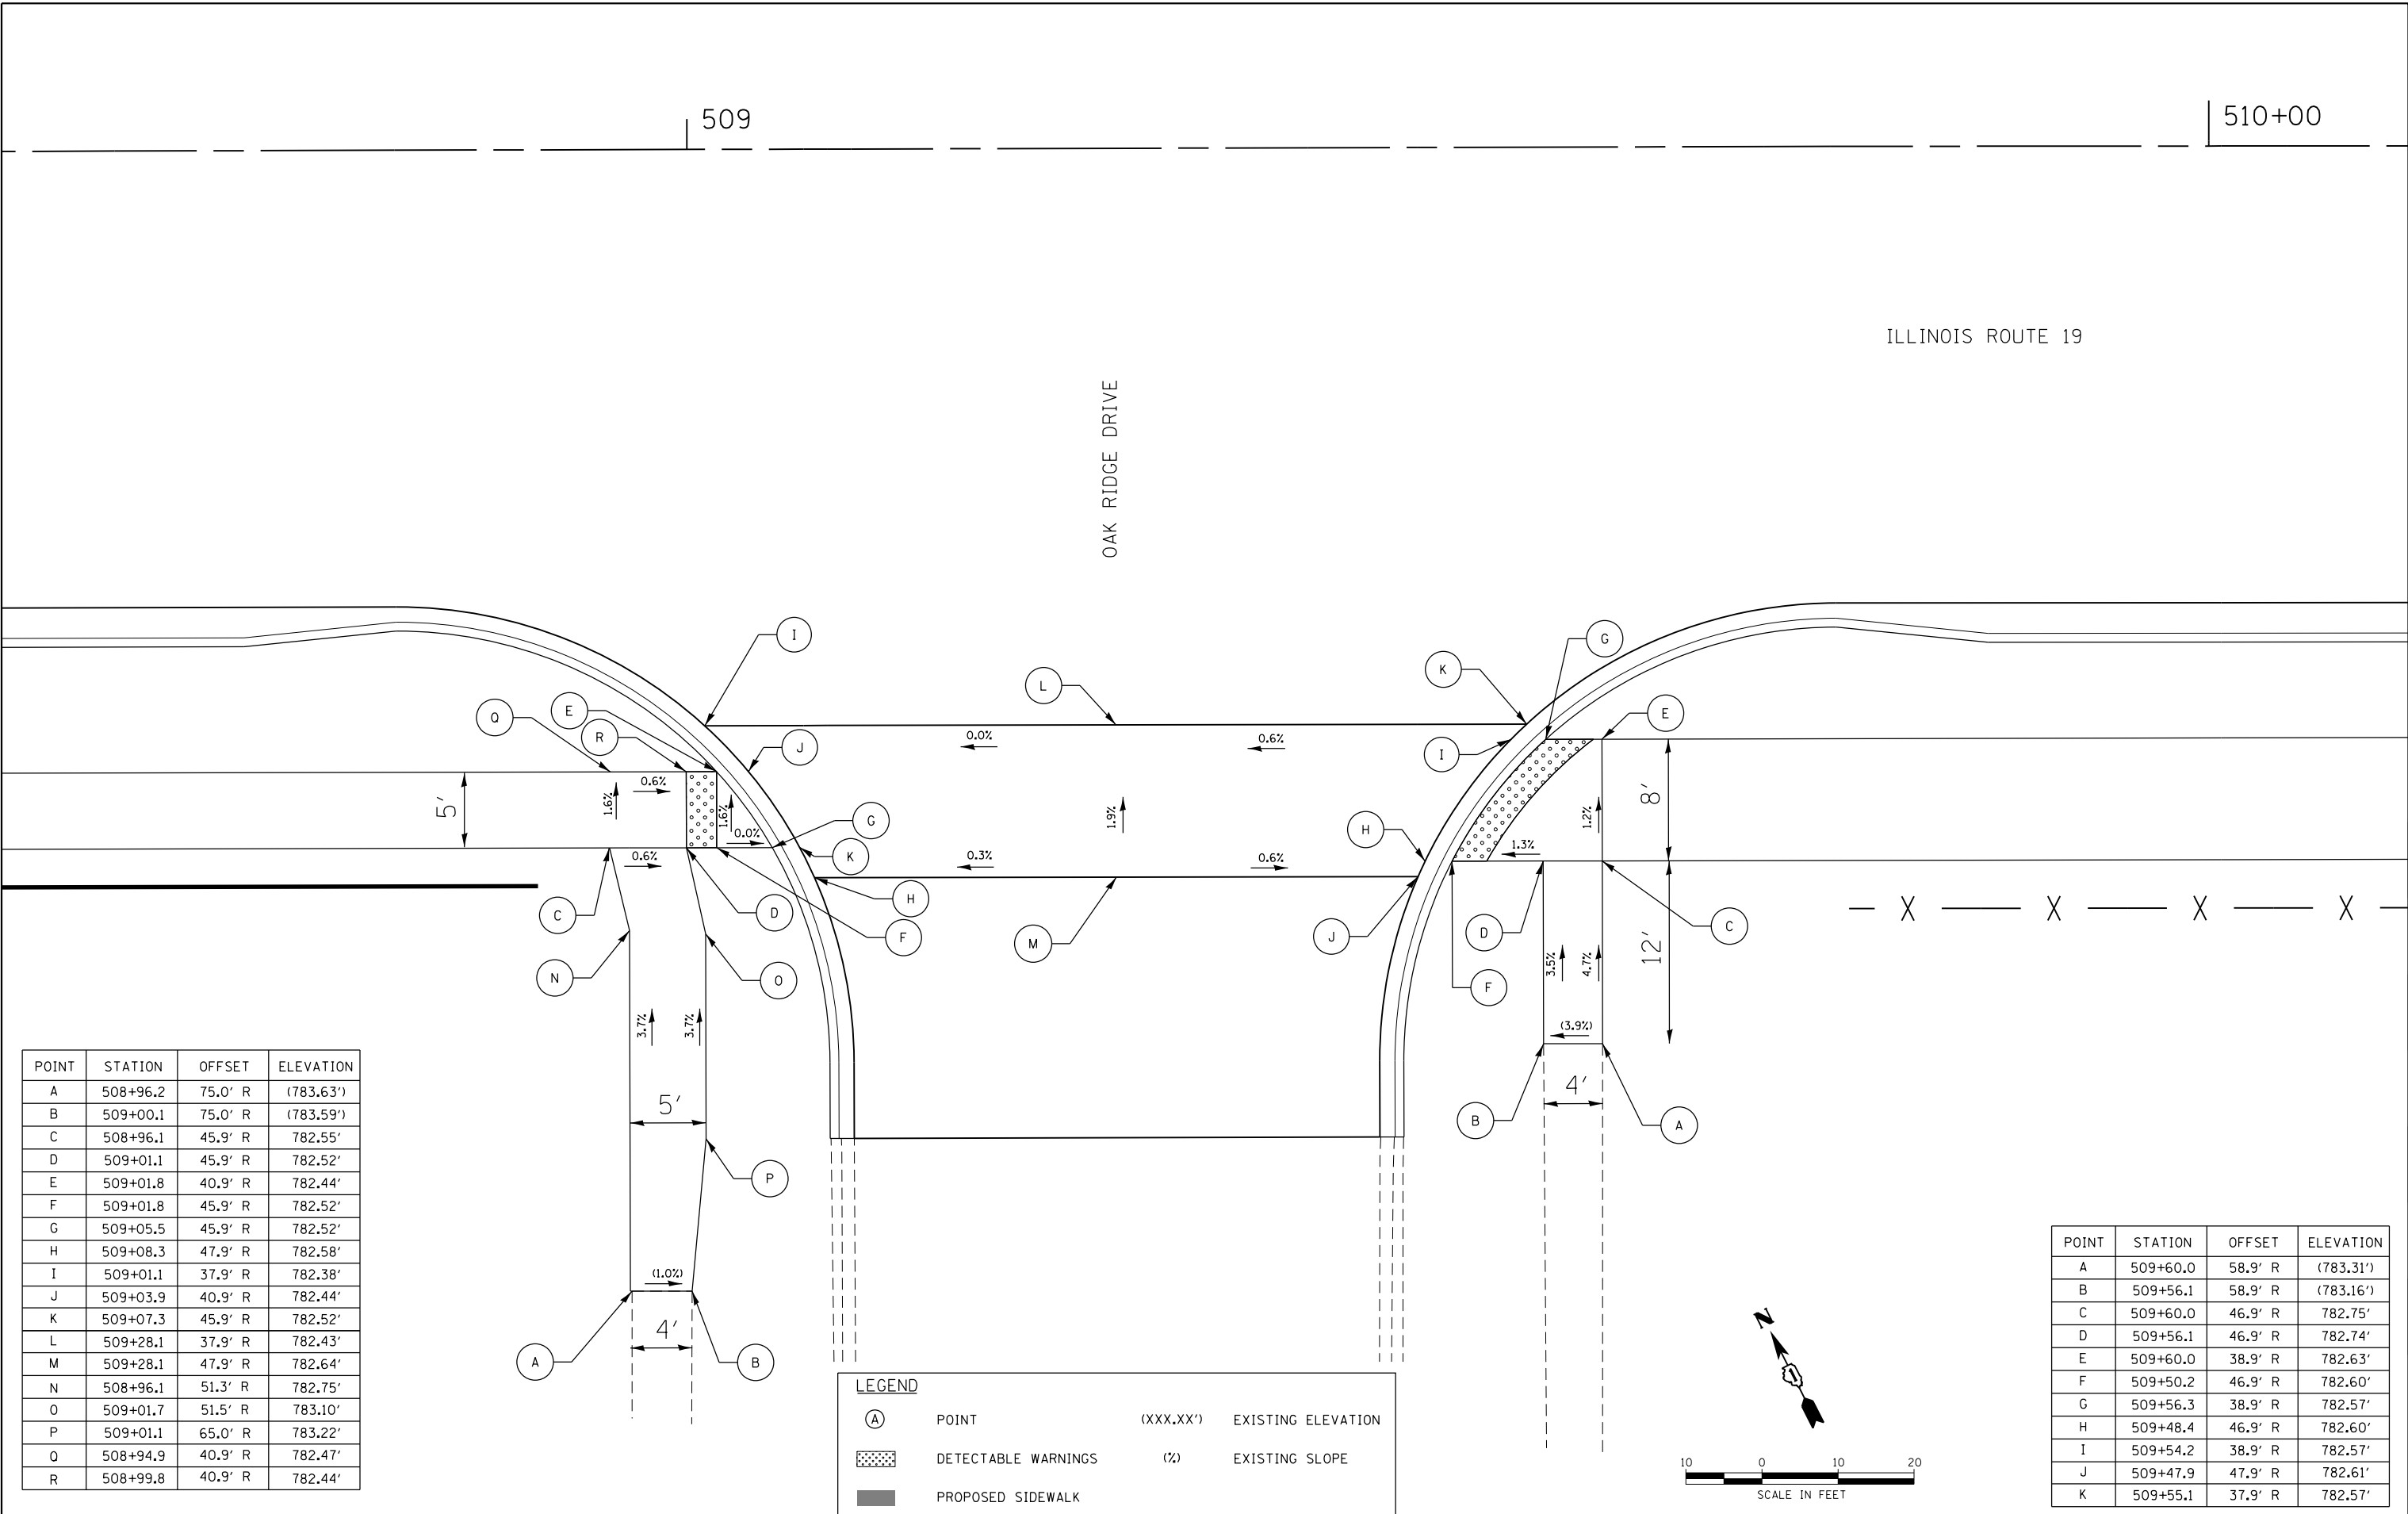 509
510+00
ILLINOIS ROUTE 19
OAK RIDGE DRIVE
I
G
K
L
Q
E
E
R
J
I
0.0%
0.6%
0.6%
5'
1.6%
1.6%
1.9%
1.2%
8'
G
H
0.0%
K
0.6%
0.3%
0.6%
1.3%
C
D
H
F
M
J
D
C
12'
N
O
3.5%
4.7%
F
3.7%
3.7%
(3.9%)
5'
4'
B
A
P
(1.0%)
4'
A
B
POINT STATION OFFSET ELEVATION
A 508+96.2 75.0' R (783.63')
B 509+00.1 75.0' R (783.59')
C 508+96.1 45.9' R 782.55'
D 509+01.1 45.9' R 782.52'
E 509+01.8 40.9' R 782.44'
F 509+01.8 45.9' R 782.52'
G 509+05.5 45.9' R 782.52'
H 509+08.3 47.9' R 782.58'
I 509+01.1 37.9' R 782.38'
J 509+03.9 40.9' R 782.44'
K 509+07.3 45.9' R 782.52'
L 509+28.1 37.9' R 782.43'
M 509+28.1 47.9' R 782.64'
N 508+96.1 51.3' R 782.75'
O 509+01.7 51.5' R 783.10'
P 509+01.1 65.0' R 783.22'
Q 508+94.9 40.9' R 782.47'
R 508+99.8 40.9' R 782.44'
LEGEND
A POINT (XXX.XX') EXISTING ELEVATION
DETECTABLE WARNINGS (%) EXISTING SLOPE
PROPOSED SIDEWALK
N
10 0 10 20
SCALE IN FEET
POINT STATION OFFSET ELEVATION
A 509+60.0 58.9' R (783.31')
B 509+56.1 58.9' R (783.16')
C 509+60.0 46.9' R 782.75'
D 509+56.1 46.9' R 782.74'
E 509+60.0 38.9' R 782.63'
F 509+50.2 46.9' R 782.60'
G 509+56.3 38.9' R 782.57'
H 509+48.4 46.9' R 782.60'
I 509+54.2 38.9' R 782.57'
J 509+47.9 47.9' R 782.61'
K 509+55.1 37.9' R 782.57'